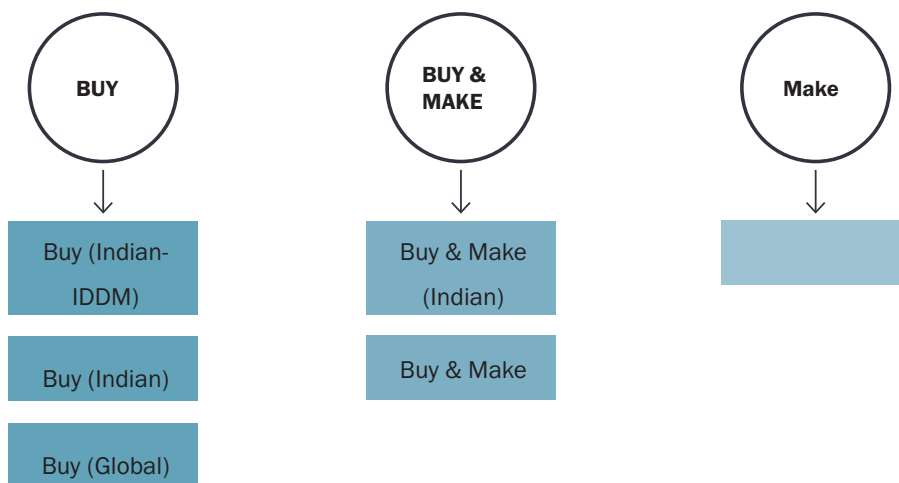 BUY
BUY &
MAKE
Make
Buy (Indian-
IDDM)
Buy & Make
(Indian)
Buy (Indian)
Buy & Make
Buy (Global)